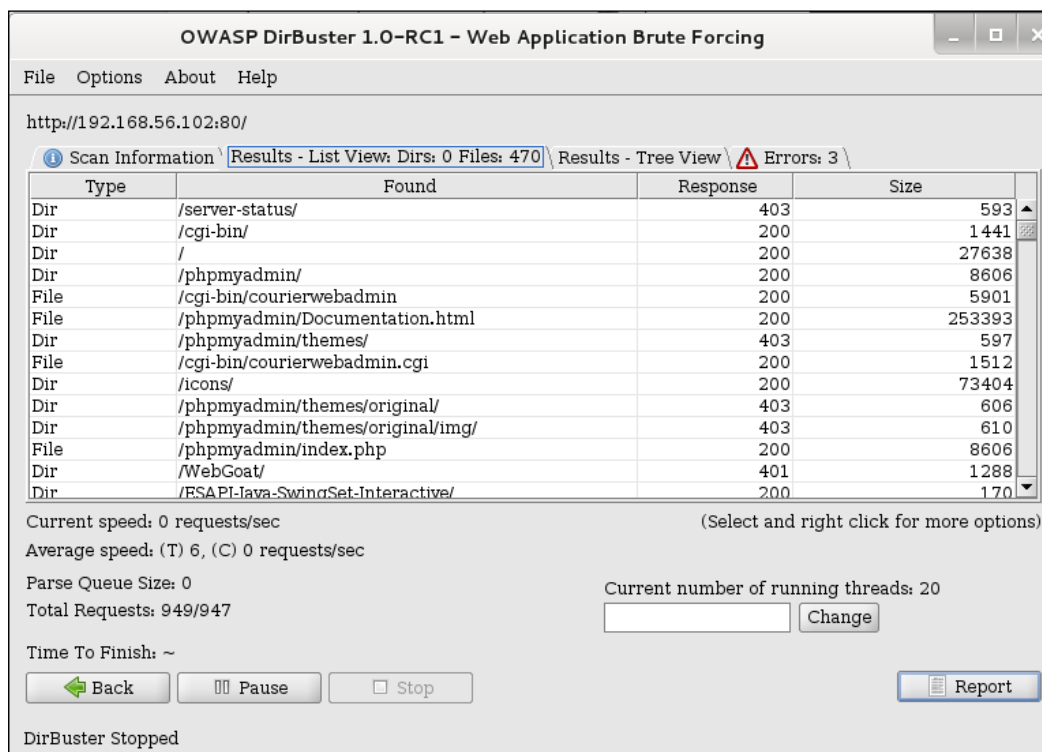 OWASP DirBuster 1.0-RC1 - Web Application Brute Forcing
File Options About Help
http://192.168.56.102:80/
Scan Information Results - List View: Dirs: 0 Files: 470 Results - Tree View Errors: 3
Type Found Response Size
Dir /server-status/ 403 593
Dir /cgi-bin/ 200 1441
Dir / 200 27638
Dir /phpmyadmin/ 200 8606
File /cgi-bin/courierwebadmin 200 5901
File /phpmyadmin/Documentation.html 200 253393
Dir /phpmyadmin/themes/ 403 597
File /cgi-bin/courierwebadmin.cgi 200 1512
Dir /icons/ 200 73404
Dir /phpmyadmin/themes/original/ 403 606
Dir /phpmyadmin/themes/original/img/ 403 610
File /phpmyadmin/index.php 200 8606
Dir /WebGoat/ 401 1288
Dir /ESAPI-Java-SwingSet-Interactive/ 200 170
Current speed: 0 requests/sec (Select and right click for more options)
Average speed: (T) 6, (C) 0 requests/sec
Parse Queue Size: 0
Current number of running threads: 20
Total Requests: 949/947
Change
Time To Finish: ~
Back Pause Stop Report
DirBuster Stopped